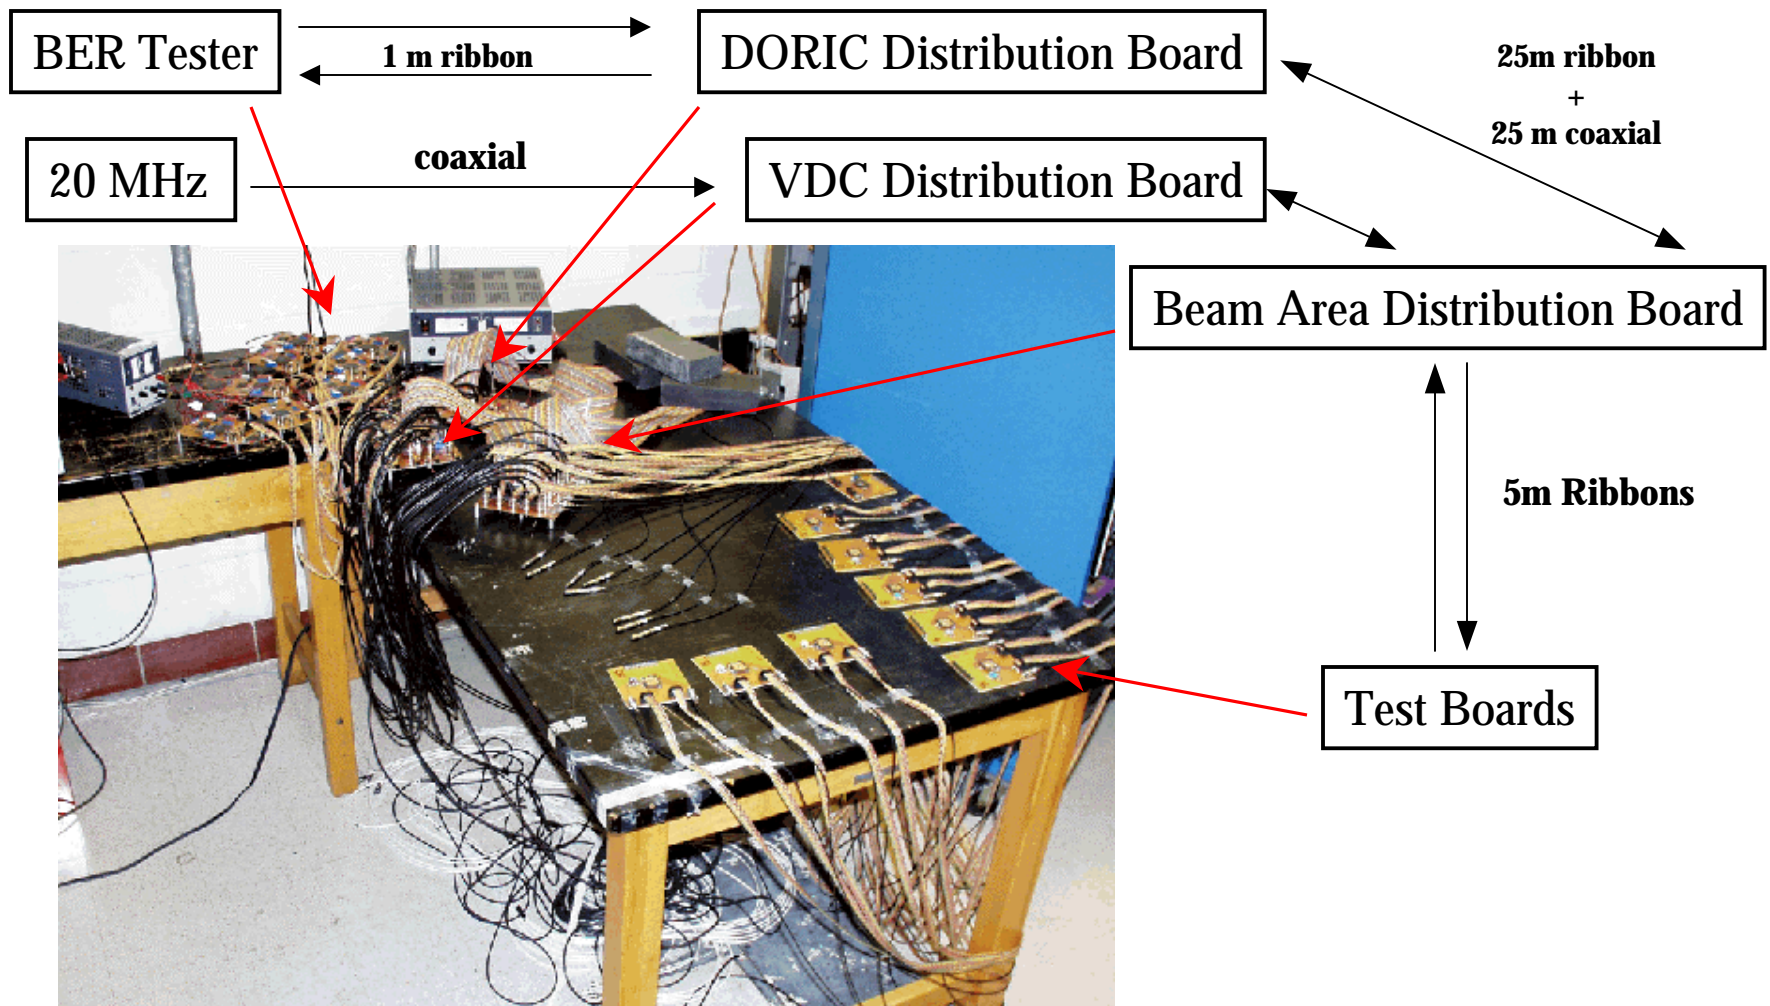 BER Tester
1 m ribbon
DORIC Distribution Board
25m ribbon
+
25 m coaxial
20 MHz
coaxial
VDC Distribution Board
Beam Area Distribution Board
5m Ribbons
Test Boards